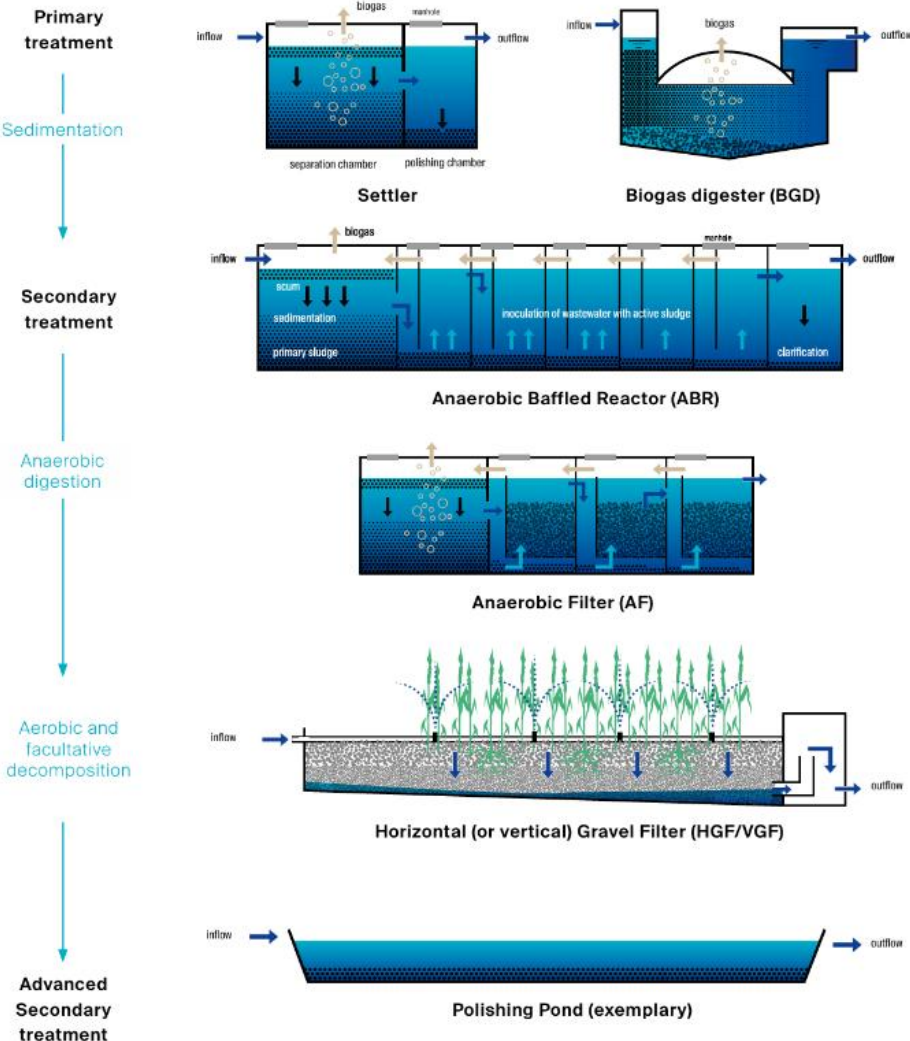 Primary
treatment
Sedimentation
Secondary
treatment
Anaerobic
digestion
Aerobic and
facultative
decomposition
Advanced
Secondary
treatment
biogas
manhole
inflow
outflow
separation chamber
polishing chamber
Settler
biogas
inflow
outflow
Biogas digester (BGD)
biogas
manhole
inflow
outflow
scum
sedimentation
inoculation of wastewater with active sludge
primary sludge
clarification
Anaerobic Baffled Reactor (ABR)
Anaerobic Filter (AF)
inflow
outflow
Horizontal (or vertical) Gravel Filter (HGF/VGF)
inflow
outflow
Polishing Pond (exemplary)